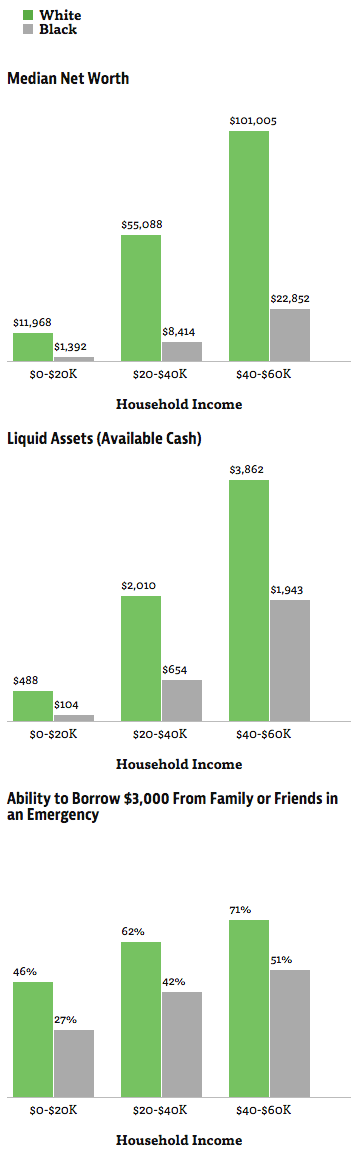 White
Black
Median Net Worth
$101,005
$55,088
$22,852
$11,968
$8,414
$1,392
$0-$20K $20-$40K $40-$60K
Household Income
Liquid Assets (Available Cash)
$3,862
$2,010
$1,943
$654
$488
$104
$0-$20K $20-$40K $40-$60K
Household Income
Ability to Borrow $3,000 From Family or Friends in
an Emergency
71%
62%
51%
46%
42%
27%
$0-$20K $20-$40K $40-$60K
Household Income